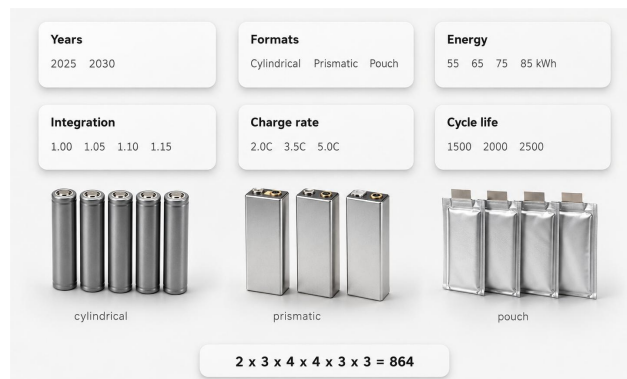 Years
2025 2030
Formats
Cylindrical Prismatic Pouch
Energy
55 65 75 85 kWh
Integration
1.00 1.05 1.10 1.15
Charge rate
2.0C 3.5C 5.0C
Cycle life
1500 2000 2500
cylindrical
prismatic
pouch
2 x 3 x 4 x 4 x 3 x 3 = 864